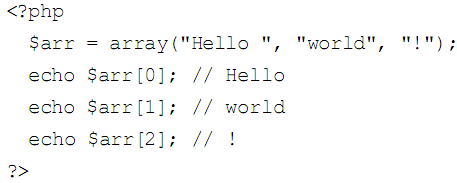 <?php
$arr = array("Hello ", "world", "!");
echo $arr[0]; // Hello
echo $arr[1]; // world
echo $arr[2]; // !
?>